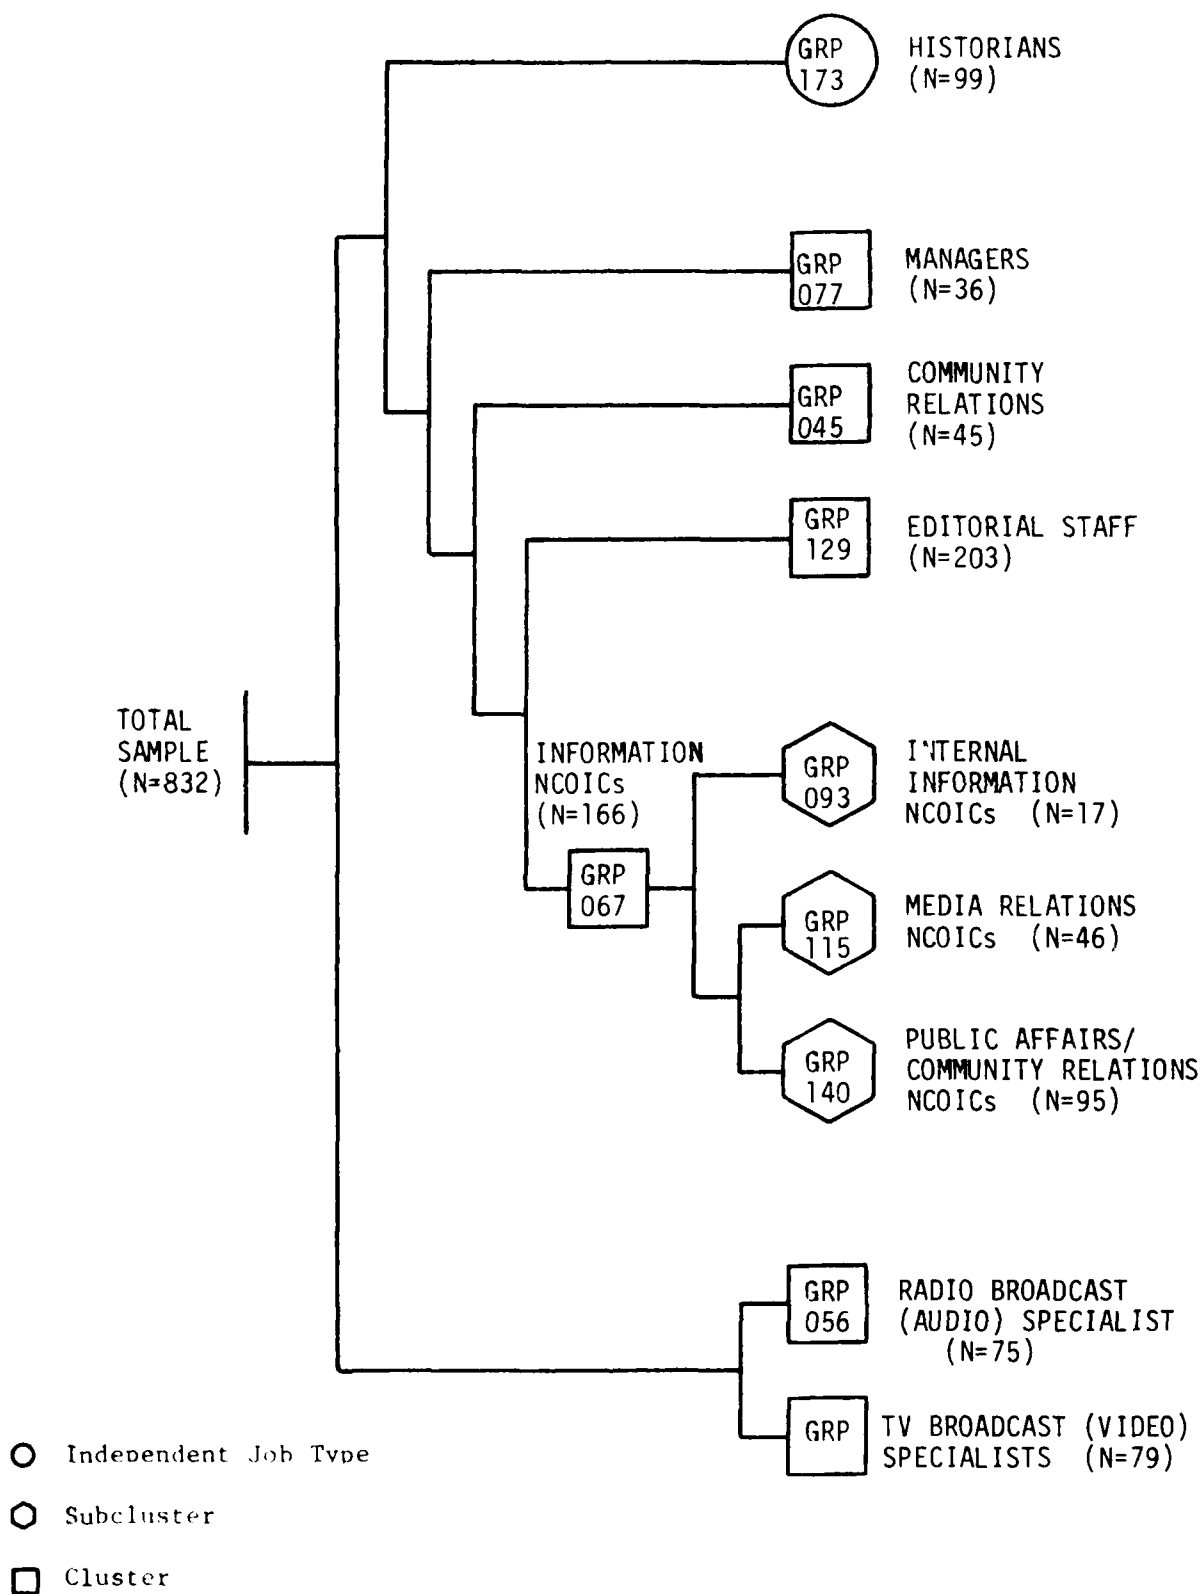 GRP
173
HISTORIANS
(N=99)
GRP
077
MANAGERS
(N=36)
GRP
045
COMMUNITY
RELATIONS
(N=45)
GRP
129
EDITORIAL STAFF
(N=203)
TOTAL
SAMPLE
(N=832)
INFORMATION
NCOICs
(N=166)
GRP
067
GRP
093
INTERNAL
INFORMATION
NCOICs (N=17)
GRP
115
MEDIA RELATIONS
NCOICs (N=46)
GRP
140
PUBLIC AFFAIRS/
COMMUNITY RELATIONS
NCOICs (N=95)
GRP
056
RADIO BROADCAST
(AUDIO) SPECIALIST
(N=75)
GRP
TV BROADCAST (VIDEO)
SPECIALISTS (N=79)
Independent Job Type
Subcluster
Cluster